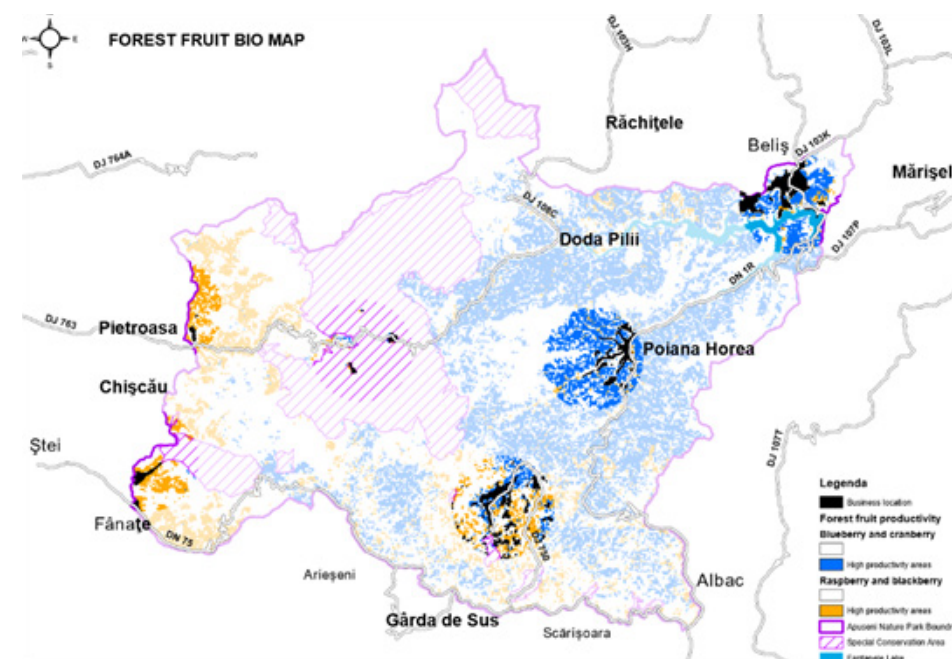 N
W E
S
FOREST FRUIT BIO MAP
DJ 103H
DJ 103L
Răchițele
Beliș
DJ 103K
Mărișel
DJ 764A
DJ 108C
DJ 107P
Doda Pilii
DN 1R
DJ 763
Pietroasa
Poiana Horea
Chișcău
Ștei
DJ 107T
Fânațe
DN 75
Arieșeni
Albac
Gârda de Sus
Scărișoara
Legenda
Business location
Forest fruit productivity
Blueberry and cranberry
High productivity areas
Raspberry and blackberry
High productivity areas
Apuseni Nature Park Bound
Special Conservation Area